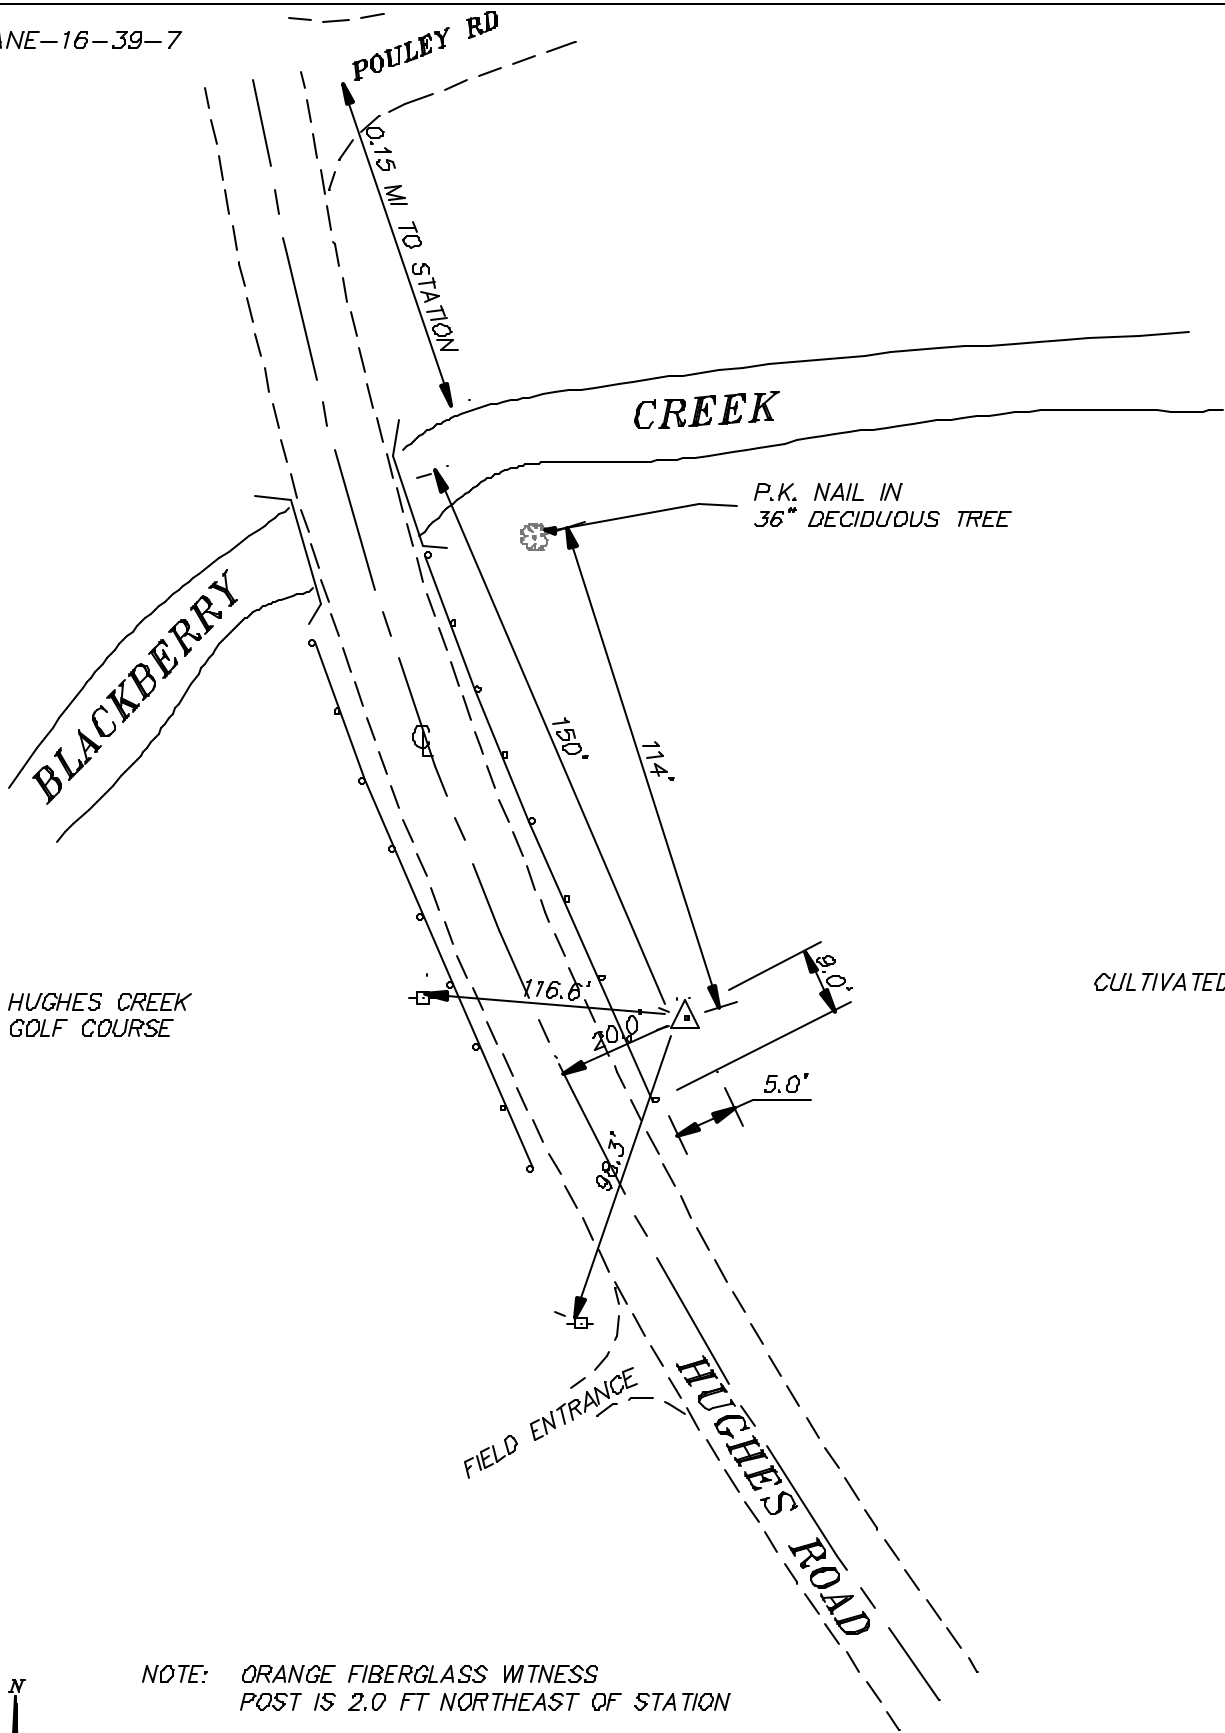 ANE-16-39-7
POULEY RD
0.15 MI TO STATION
CREEK
P.K. NAIL IN
36" DECIDUOUS TREE
BLACKBERRY
CL
150'
114'
9.0'
CULTIVATED
HUGHES CREEK
GOLF COURSE
116.6'
20.0'
5.0'
98.3'
FIELD ENTRANCE
HUGHES ROAD
NOTE: ORANGE FIBERGLASS WITNESS
POST IS 2.0 FT NORTHEAST OF STATION
N